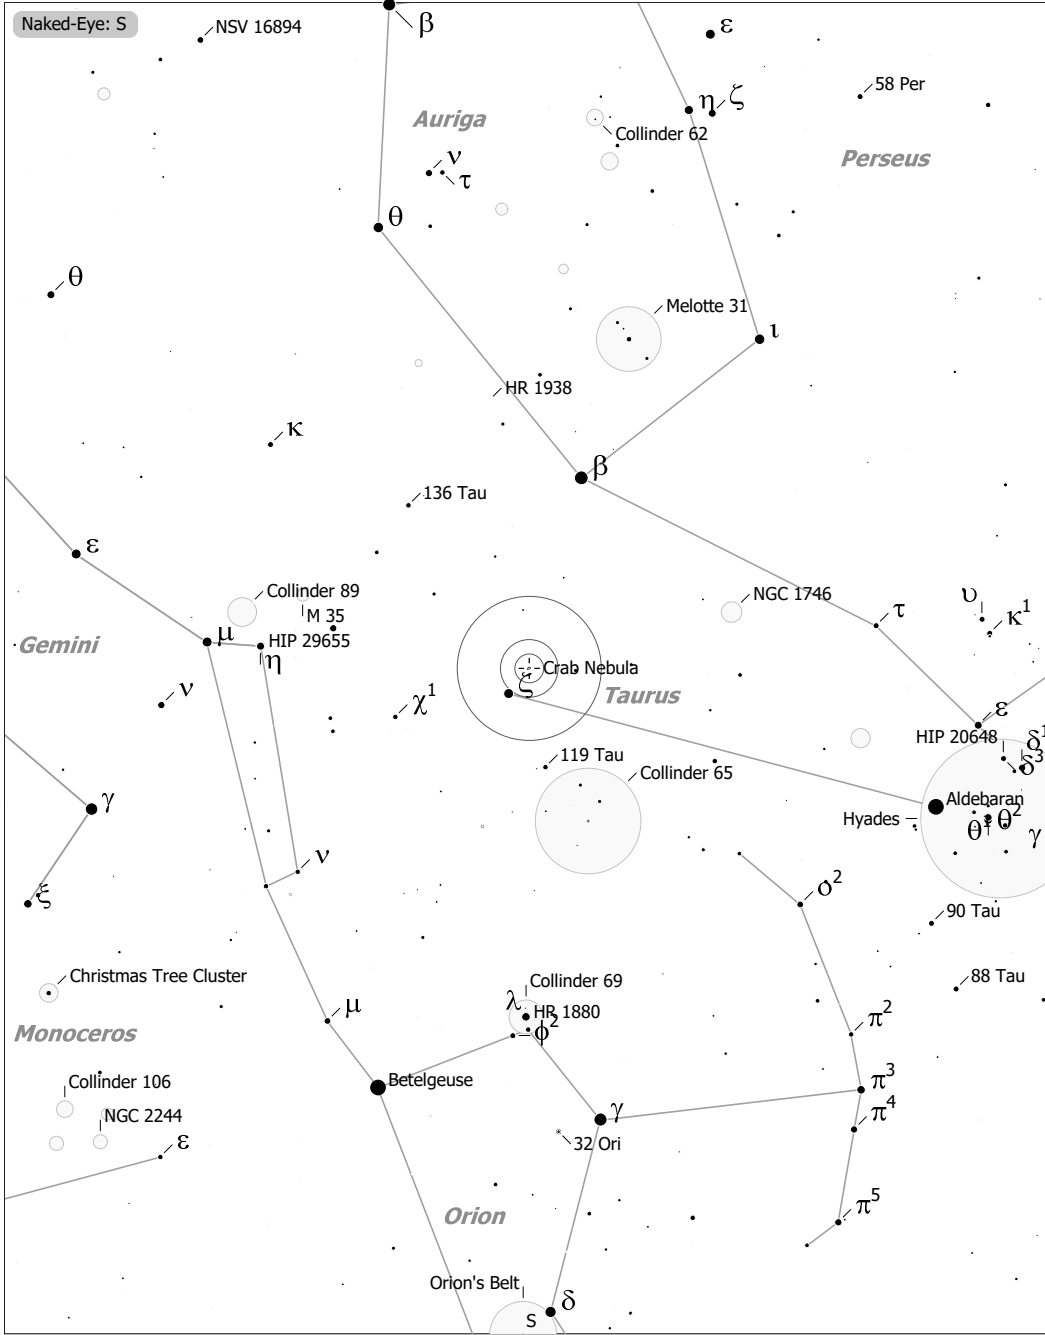 Naked-Eye: S
NSV 16894
β
ε
58 Per
η
ζ
Auriga
Collinder 62
Perseus
ν
τ
θ
θ
Melotte 31
ι
HR 1938
κ
β
136 Tau
ε
Collinder 89
NGC 1746
M 35
τ
υ
κ1
μ
HIP 29655
Gemini
η
Crab Nebula
ζ
Taurus
ν
χ1
ε
HIP 20648
δ1
δ3
119 Tau
Collinder 65
γ
Aldebaran
Hyades
θ1
θ2
γ
ν
ξ
ο2
90 Tau
Christmas Tree Cluster
Collinder 69
88 Tau
λ
HR 1880
μ
φ2
π2
Monoceros
Betelgeuse
π3
Collinder 106
γ
π4
NGC 2244
ε
32 Ori
π5
Orion
Orion's Belt
δ
S